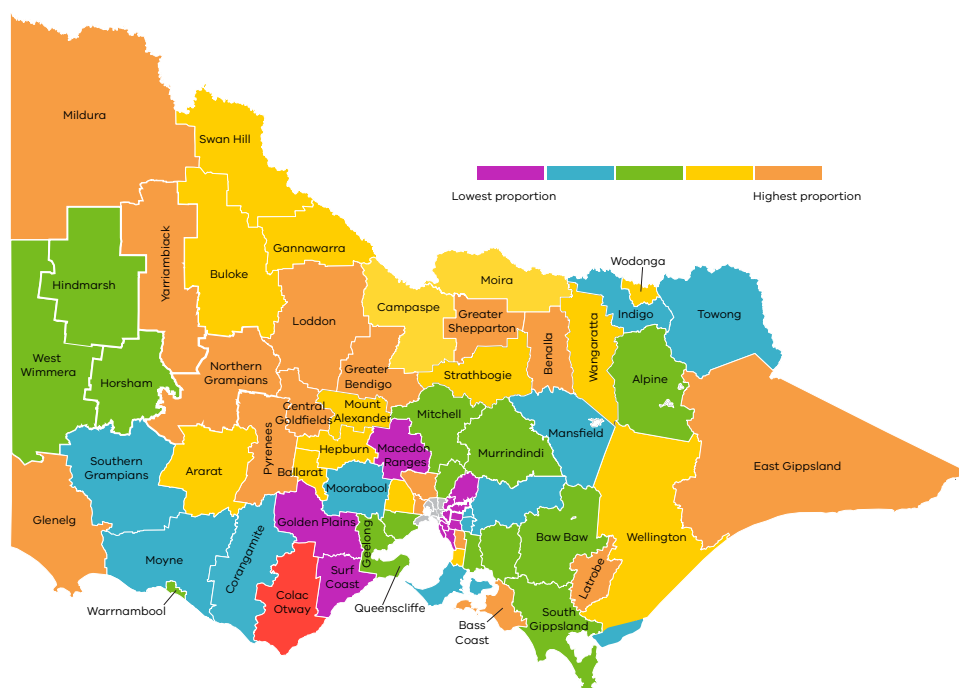 Mildura
Swan Hill
Lowest proportion
Highest proportion
Yarriambiack
Gannawarra
Wodonga
Buloke
Hindmarsh
Moira
Campaspe
Indigo
Towong
Loddon
Greater
Shepparton
Benalla
Wangaratta
West
Wimmera
Horsham
Northern
Grampians
Greater
Bendigo
Strathbogie
Alpine
Central
Goldfields
Mount
Alexander
Mitchell
Mansfield
Pyrenees
Hepburn
Macedon
Ranges
Murrindindi
Southern
Grampians
Ararat
Ballarat
East Gippsland
Moorabool
Glenelg
Golden Plains
Geelong
Baw Baw
Wellington
Moyne
Corangamite
Surf
Coast
Latrobe
Colac
Otway
Warrnambool
Queenscliffe
Bass
Coast
South
Gippsland